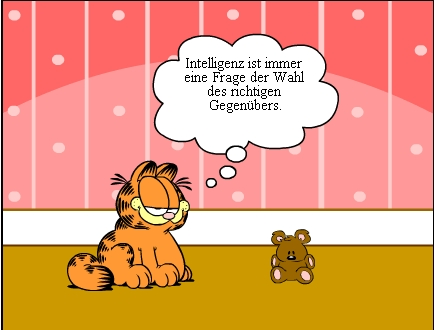 Intelligenz ist immer
eine Frage der Wahl
des richtigen
Gegenübers.